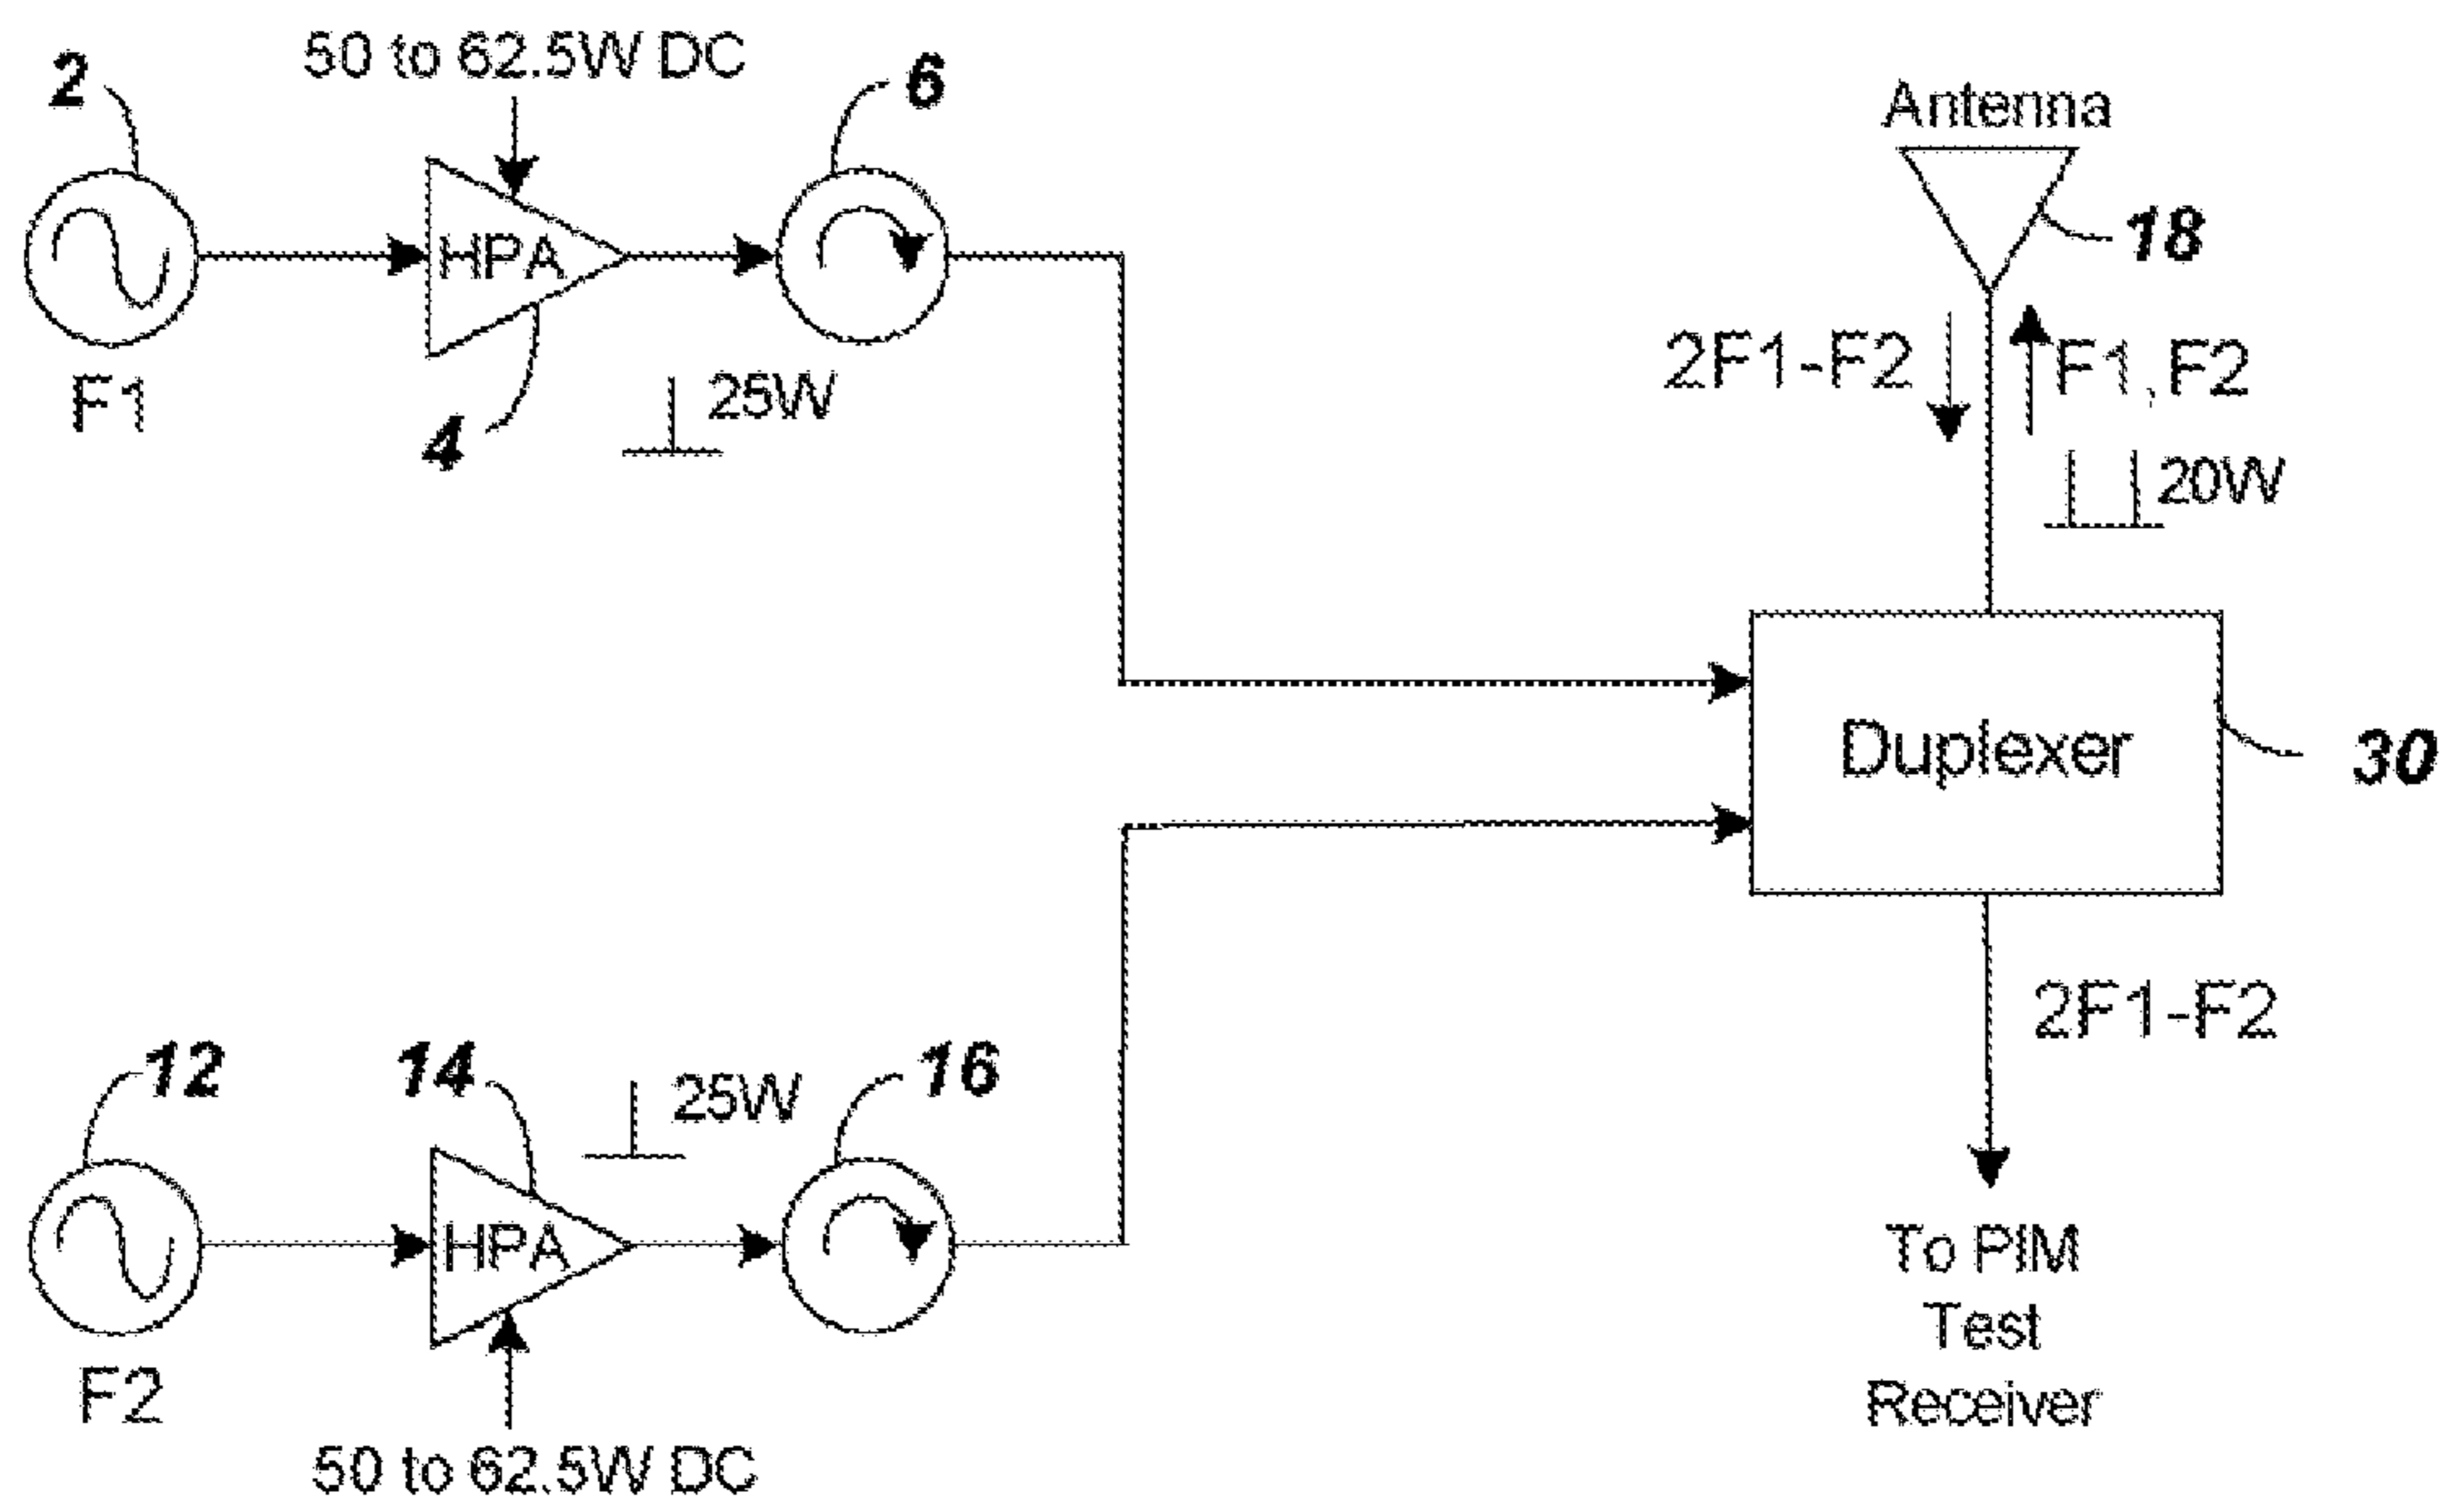 50 to 62.5W DC
2
6
HPA
F1
4
25W
Antenna
18
2F1-F2
F1, F2
20W
Duplexer
30
2F1-F2
To PIM
Test
Receiver
12
14
25W
16
HPA
F2
50 to 62.5W DC